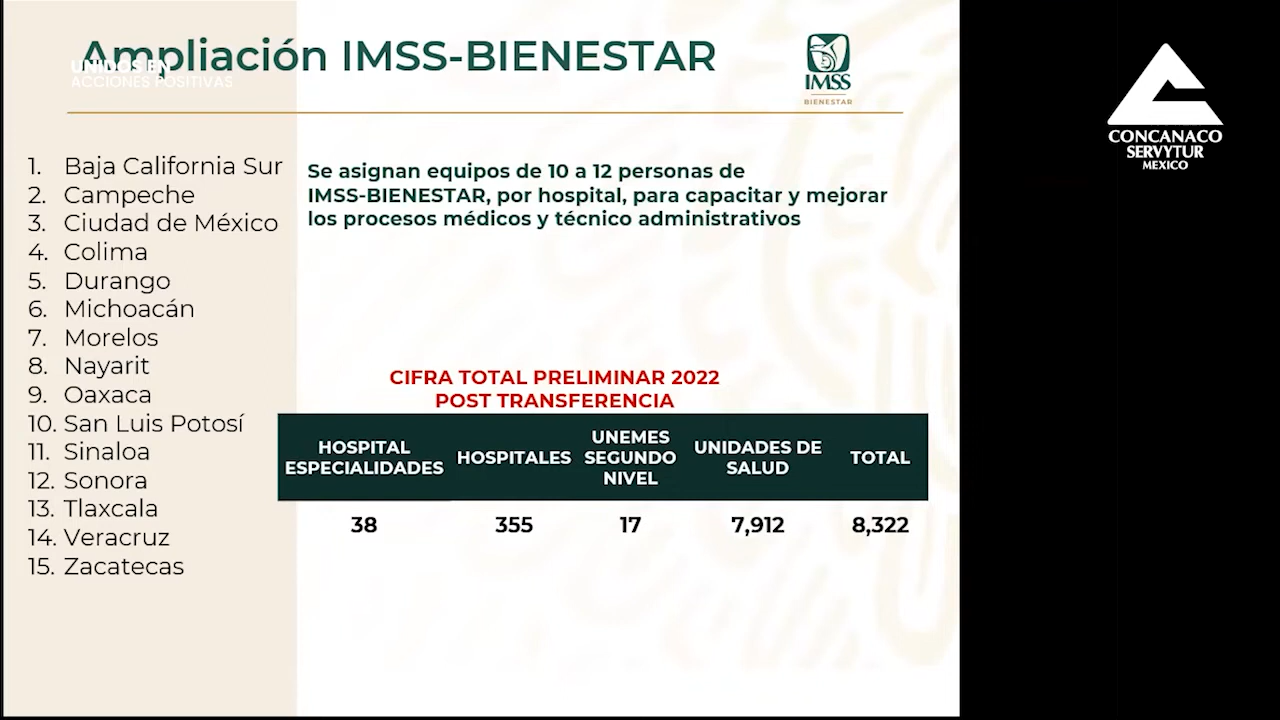 Ampliación IMSS-BIENESTAR
UNIDOS EN
ACCIONES POSITIVAS
IMSS
BIENESTAR
CONCANACO
SERVYTUR
MEXICO
1. Baja California Sur
2. Campeche
3. Ciudad de México
4. Colima
5. Durango
6. Michoacán
7. Morelos
8. Nayarit
9. Oaxaca
10. San Luis Potosí
11. Sinaloa
12. Sonora
13. Tlaxcala
14. Veracruz
15. Zacatecas
Se asignan equipos de 10 a 12 personas de
IMSS-BIENESTAR, por hospital, para capacitar y mejorar
los procesos médicos y técnico administrativos
CIFRA TOTAL PRELIMINAR 2022
POST TRANSFERENCIA
HOSPITAL
ESPECIALIDADES
HOSPITALES
UNEMES
SEGUNDO
NIVEL
UNIDADES DE
SALUD
TOTAL
38 355 17 7,912 8,322